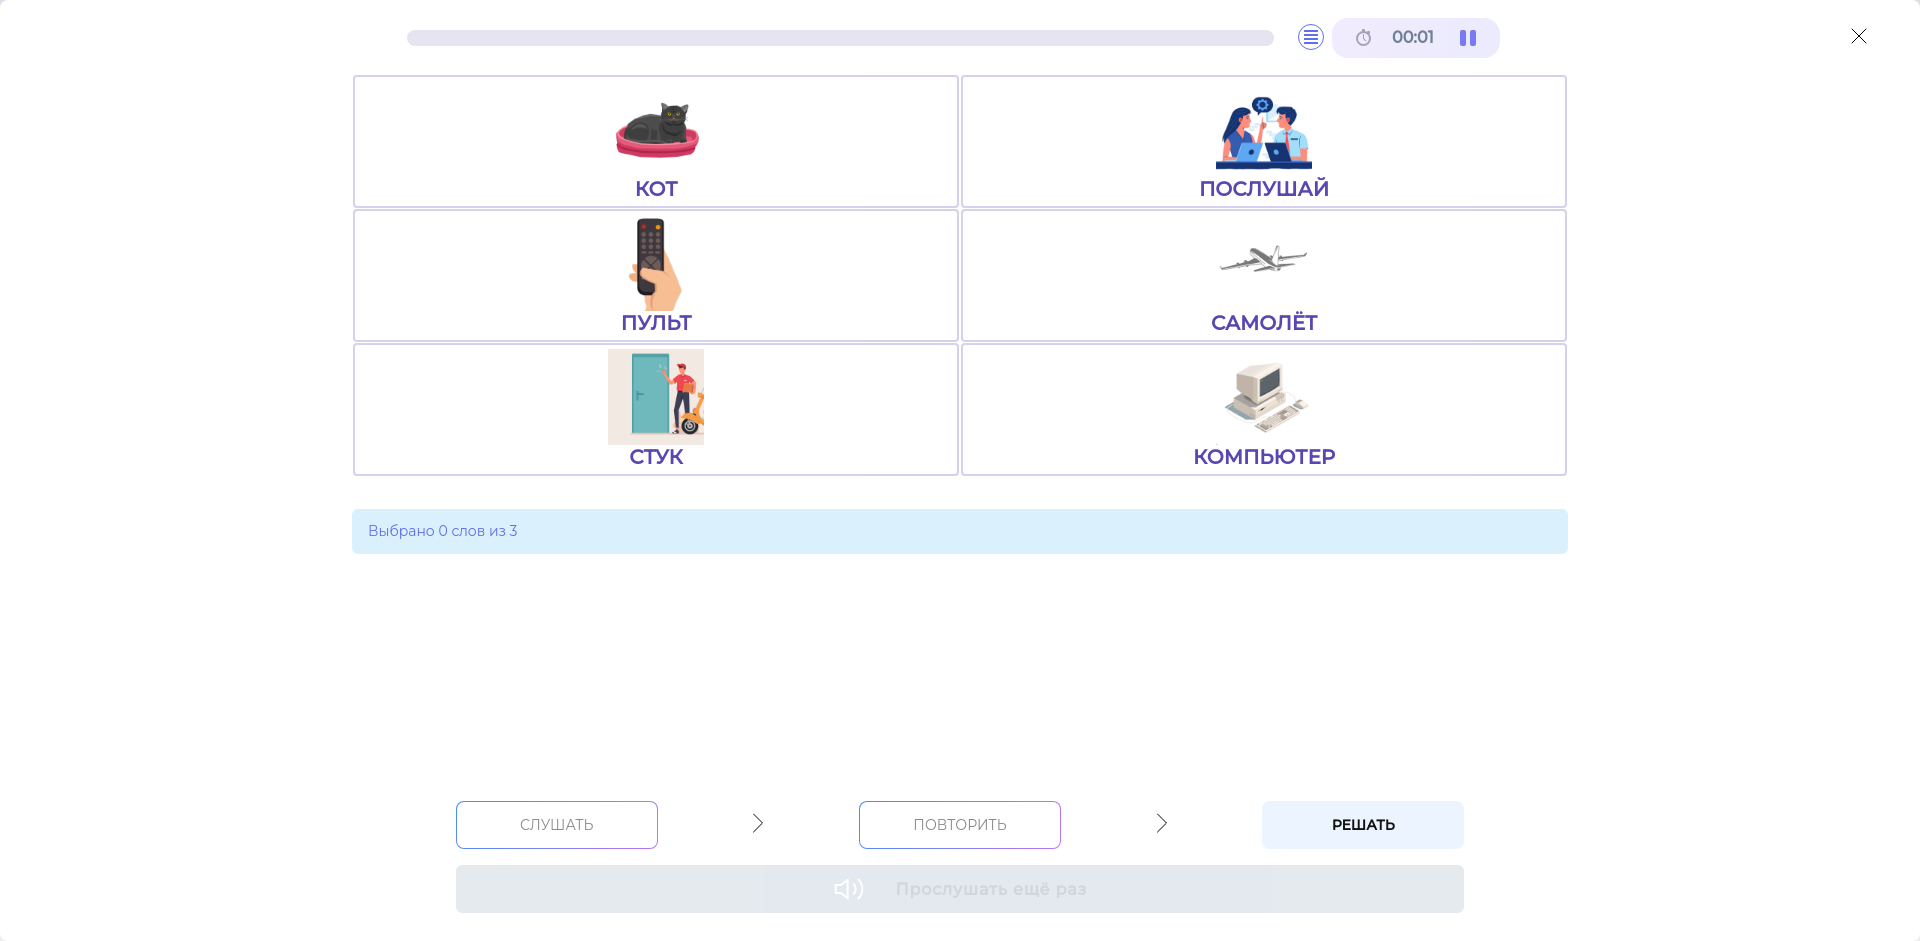 00:01
КОТ
ПОСЛУШАЙ
ПУЛЬТ
САМОЛЁТ
СТУК
КОМПЬЮТЕР
Выбрано 0 слов из 3
СЛУШАТЬ
ПОВТОРИТЬ
РЕШАТЬ
Прослушать ещё раз